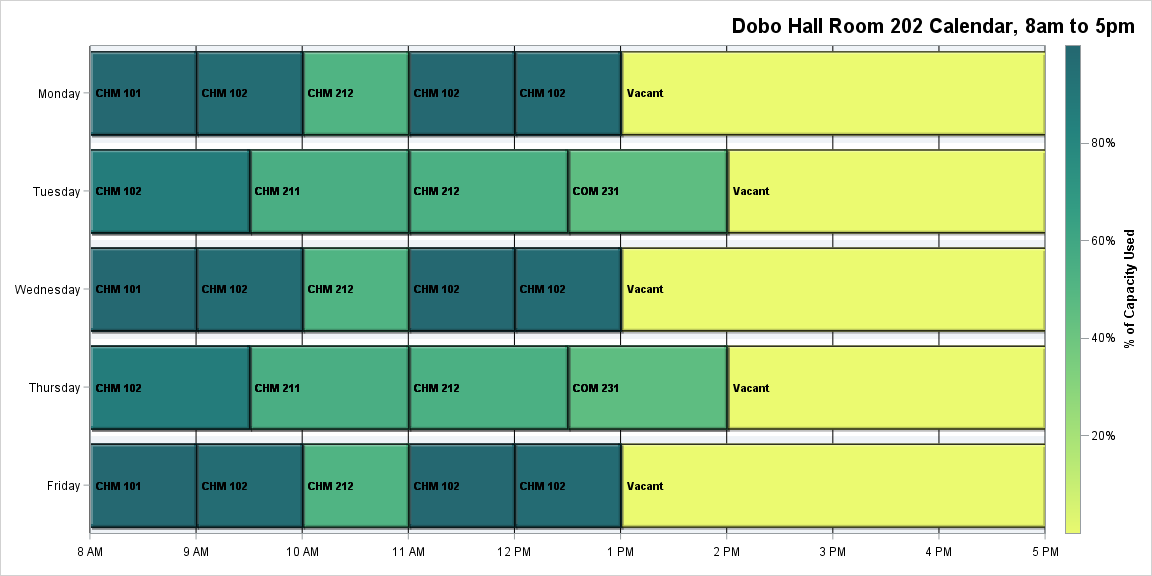 Dobo Hall Room 202 Calendar, 8am to 5pm
Monday CHM 101 CHM 102 CHM 212 CHM 102 CHM 102 Vacant
Tuesday CHM 102 CHM 211 CHM 212 COM 231 Vacant
Wednesday CHM 101 CHM 102 CHM 212 CHM 102 CHM 102 Vacant
Thursday CHM 102 CHM 211 CHM 212 COM 231 Vacant
Friday CHM 101 CHM 102 CHM 212 CHM 102 CHM 102 Vacant
8 AM 9 AM 10 AM 11 AM 12 PM 1 PM 2 PM 3 PM 4 PM 5 PM
80%
60%
40%
20%
% of Capacity Used